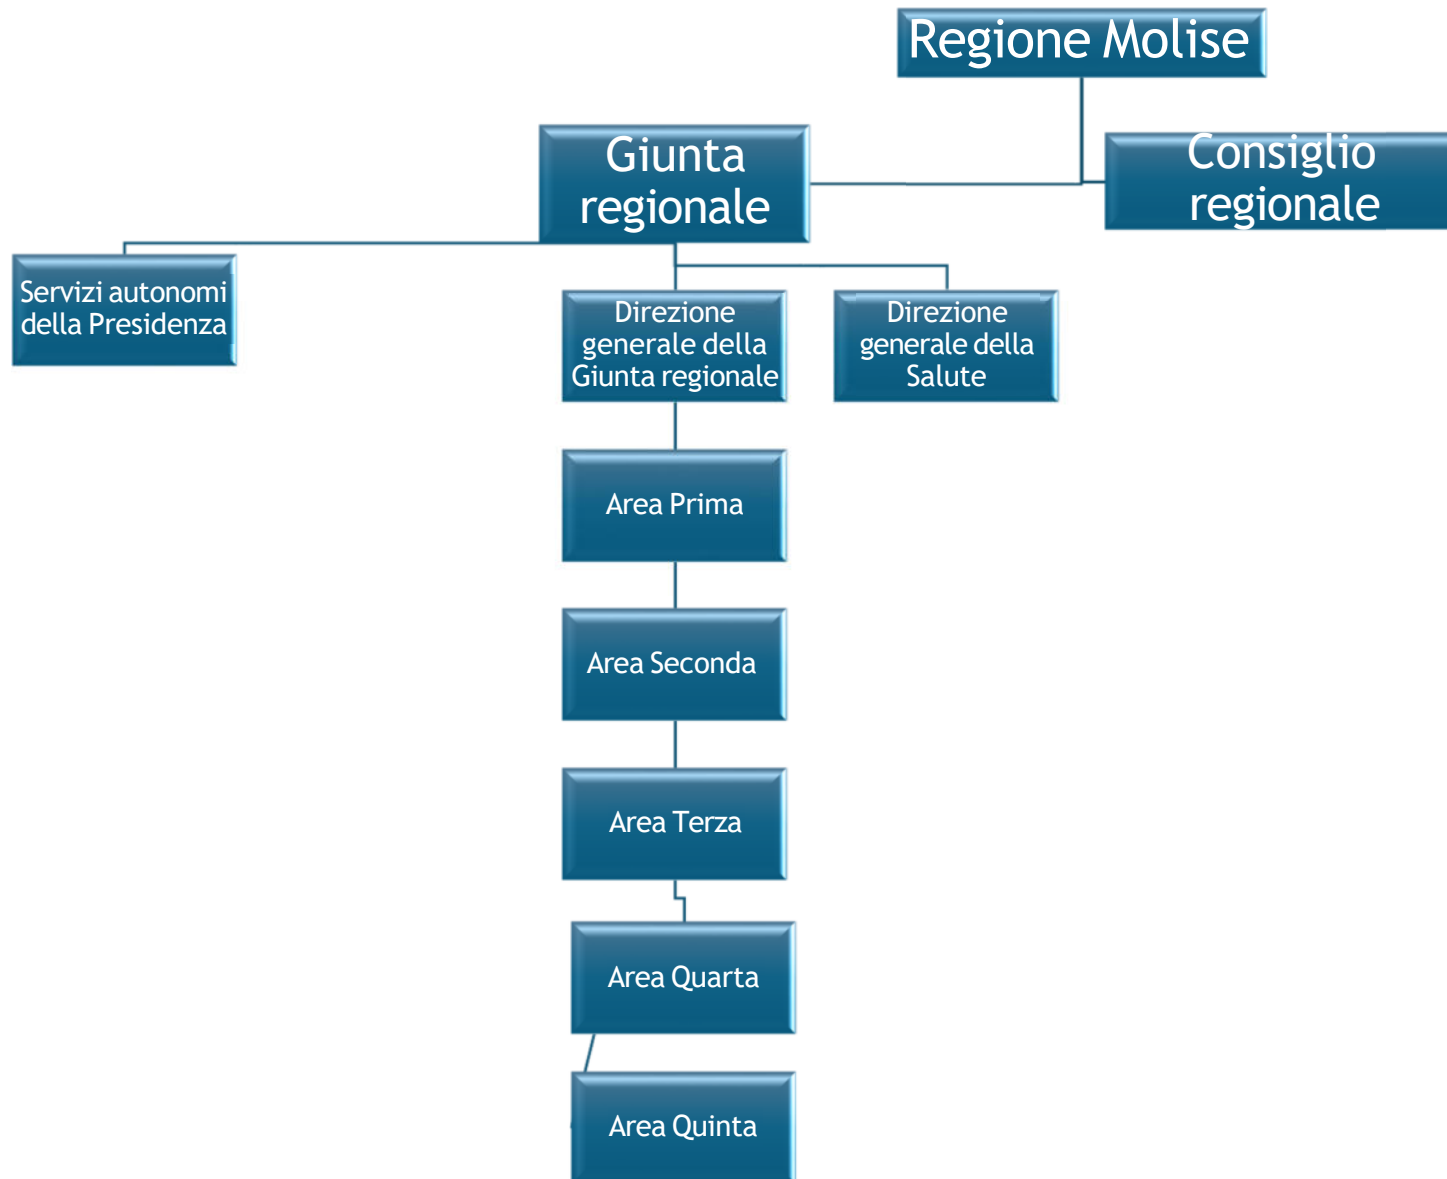 Regione Molise
Giunta
regionale
Consiglio
regionale
Servizi autonomi
della Presidenza
Direzione
generale della
Giunta regionale
Direzione
generale della
Salute
Area Prima
Area Seconda
Area Terza
Area Quarta
Area Quinta